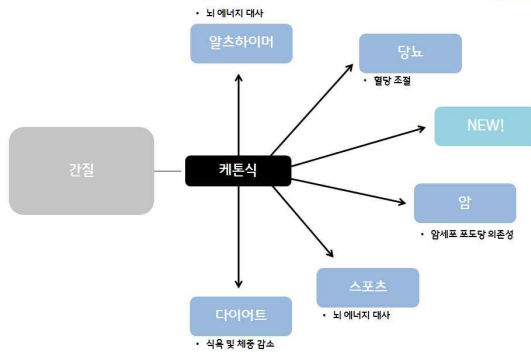 • 뇌 에너지 대사
알츠하이머
당뇨
• 혈당 조절
NEW!
간질
케톤식
암
• 암세포 포도당 의존성
스포츠
• 뇌 에너지 대사
다이어트
• 식욕 및 체중 감소